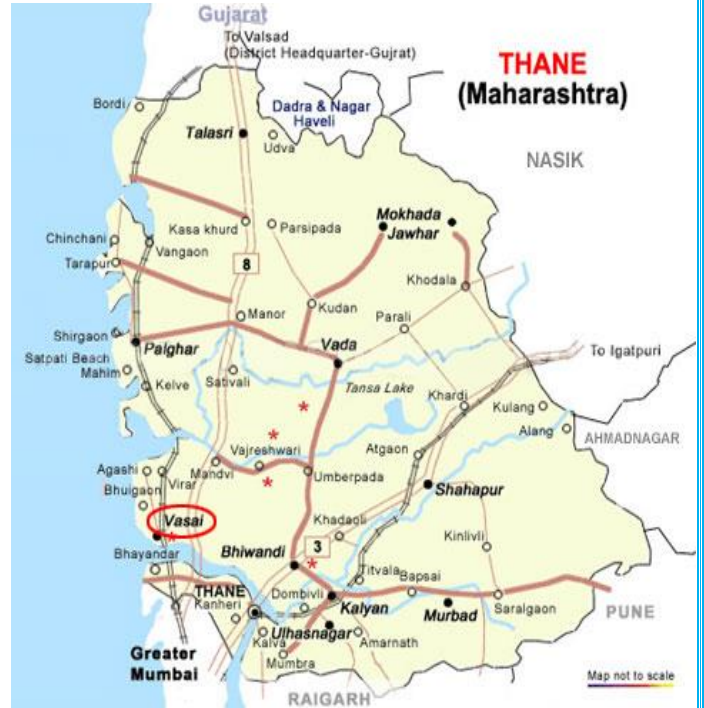 Gujarat
To Valsad
(District Headquarter-Gujrat)
THANE
(Maharashtra)
Bordi
Dadra & Nagar
Haveli
Talasri
Udva
NASIK
Mokhada
Jawhar
Kasa khurd
Parsipada
Chinchani
Vangaon
Tarapur
8
Khodala
Kudan
Manor
Parali
Shirgaon
Palghar
Vada
To Igatpuri
Satpati Beach
Mahim
Kelve
Sativali
Tansa Lake
Khardi
Kulang
*
*
Alang
AHMADNAGAR
Vajreshwari
Atgaon
Agashi
Virar
Mahdvi
Umberpada
*
Shahapur
Bhuigaon
Vasai
*
Khadaoli
Kinlivli
Bhayandar
Bhiwandi
3
*
Titvala
Bapsai
THANE
Kanheri
Dombivli
Kalyan
Murbad
Saralgaon
PUNE
Ulhasnagar
Kalva
Amarnath
Greater
Mumbai
Mumbra
Map not to scale
RAIGARH